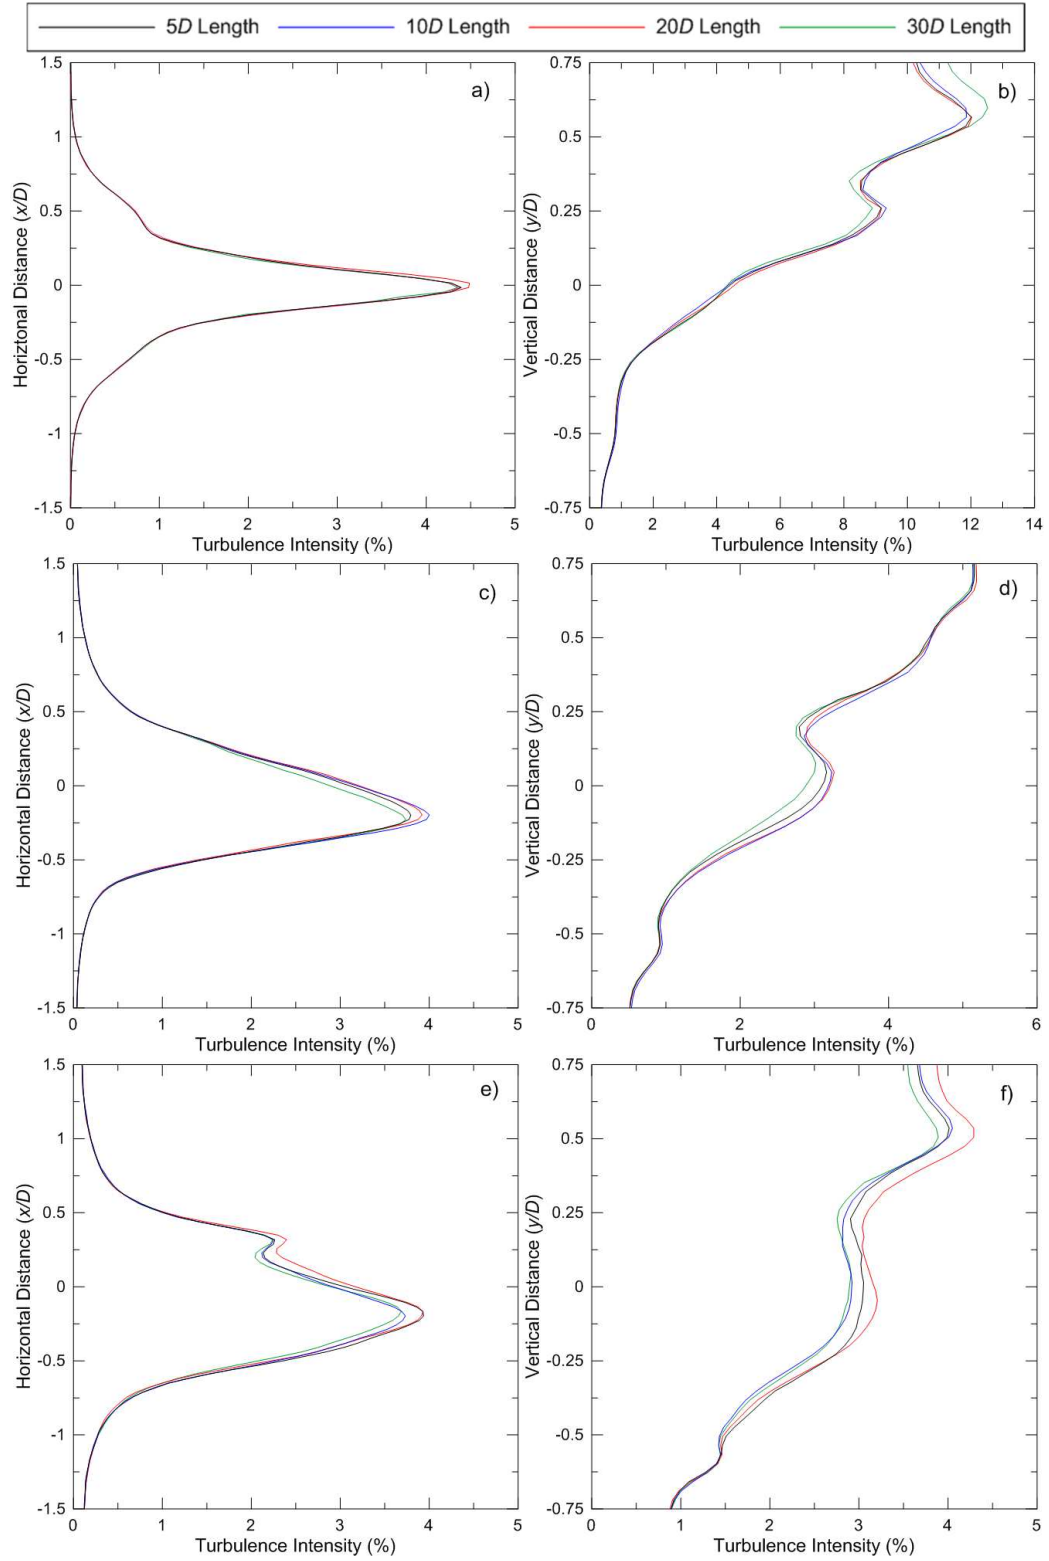 5D Length 10D Length 20D Length 30D Length
a)
Horiztonal Distance (x/D)
1.5
1
0.5
0
-0.5
-1
-1.5
0 1 2 3 4 5
Turbulence Intensity (%)
b)
Vertical Distance (y/D)
0.75
0.5
0.25
0
-0.25
-0.5
-0.75
0 2 4 6 8 10 12 14
Turbulence Intensity (%)
c)
Horizontal Distance (x/D)
1.5
1
0.5
0
-0.5
-1
-1.5
0 1 2 3 4 5
Turbulence Intensity (%)
d)
Vertical Distance (y/D)
0.75
0.5
0.25
0
-0.25
-0.5
-0.75
0 2 4 6
Turbulence Intensity (%)
e)
Horizontal Distance (x/D)
1.5
1
0.5
0
-0.5
-1
-1.5
0 1 2 3 4 5
Turbulence Intensity (%)
f)
Vertical Distance (y/D)
0.75
0.5
0.25
0
-0.25
-0.5
-0.75
0 1 2 3 4 5
Turbulence Intensity (%)